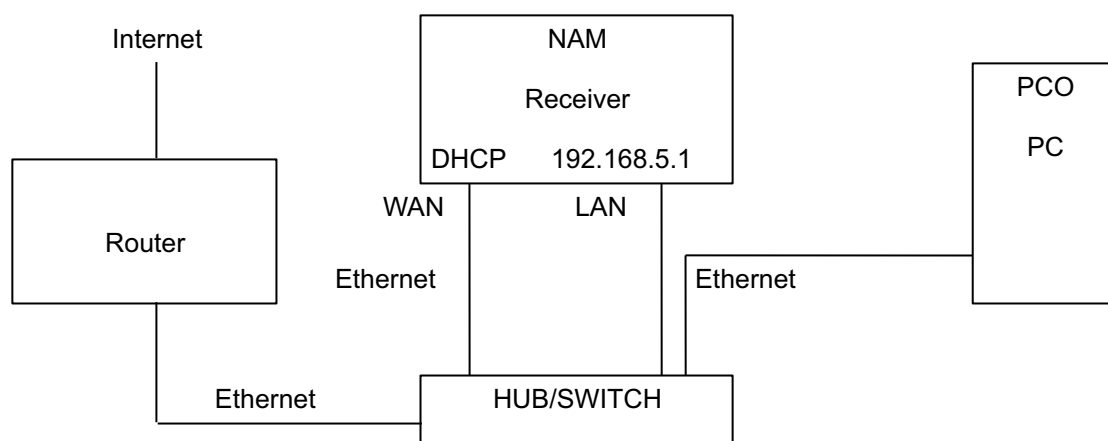 Internet
NAM
Receiver
DHCP 192.168.5.1
PCO
PC
WAN LAN
Router
Ethernet
Ethernet
Ethernet
HUB/SWITCH